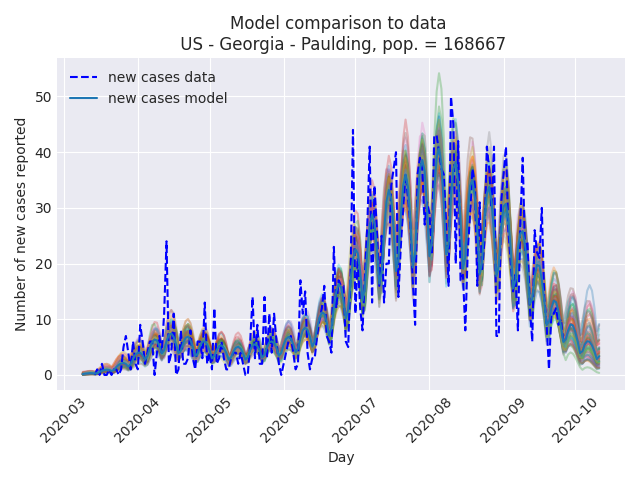 Model comparison to data
US - Georgia - Paulding, pop. = 168667
new cases data
new cases model
Number of new cases reported
50
40
30
20
10
0
2020-03
2020-04
2020-05
2020-06
2020-07
2020-08
2020-09
2020-10
Day